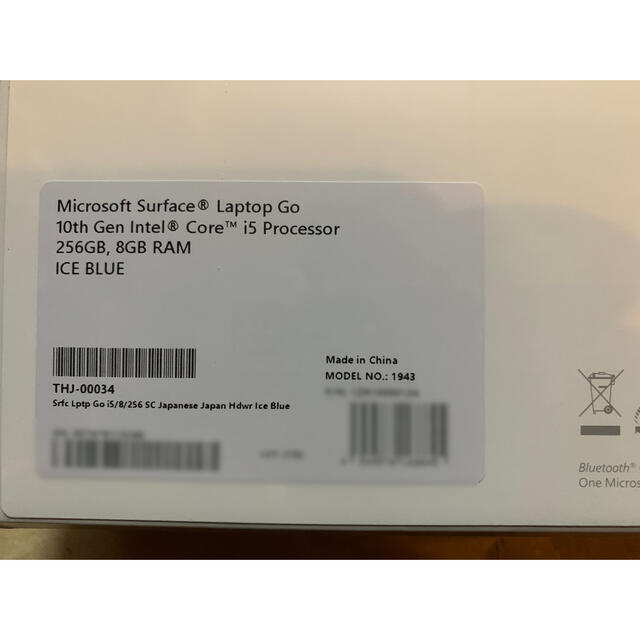 Microsoft Surface® Laptop Go
10th Gen Intel® Core™ i5 Processor
256GB, 8GB RAM
ICE BLUE
THJ-00034
Srfc Lptp Go i5/8/256 SC Japanese Japan Hdwr Ice Blue
Made in China
MODEL NO.: 1943
Bluetooth®
One Micros